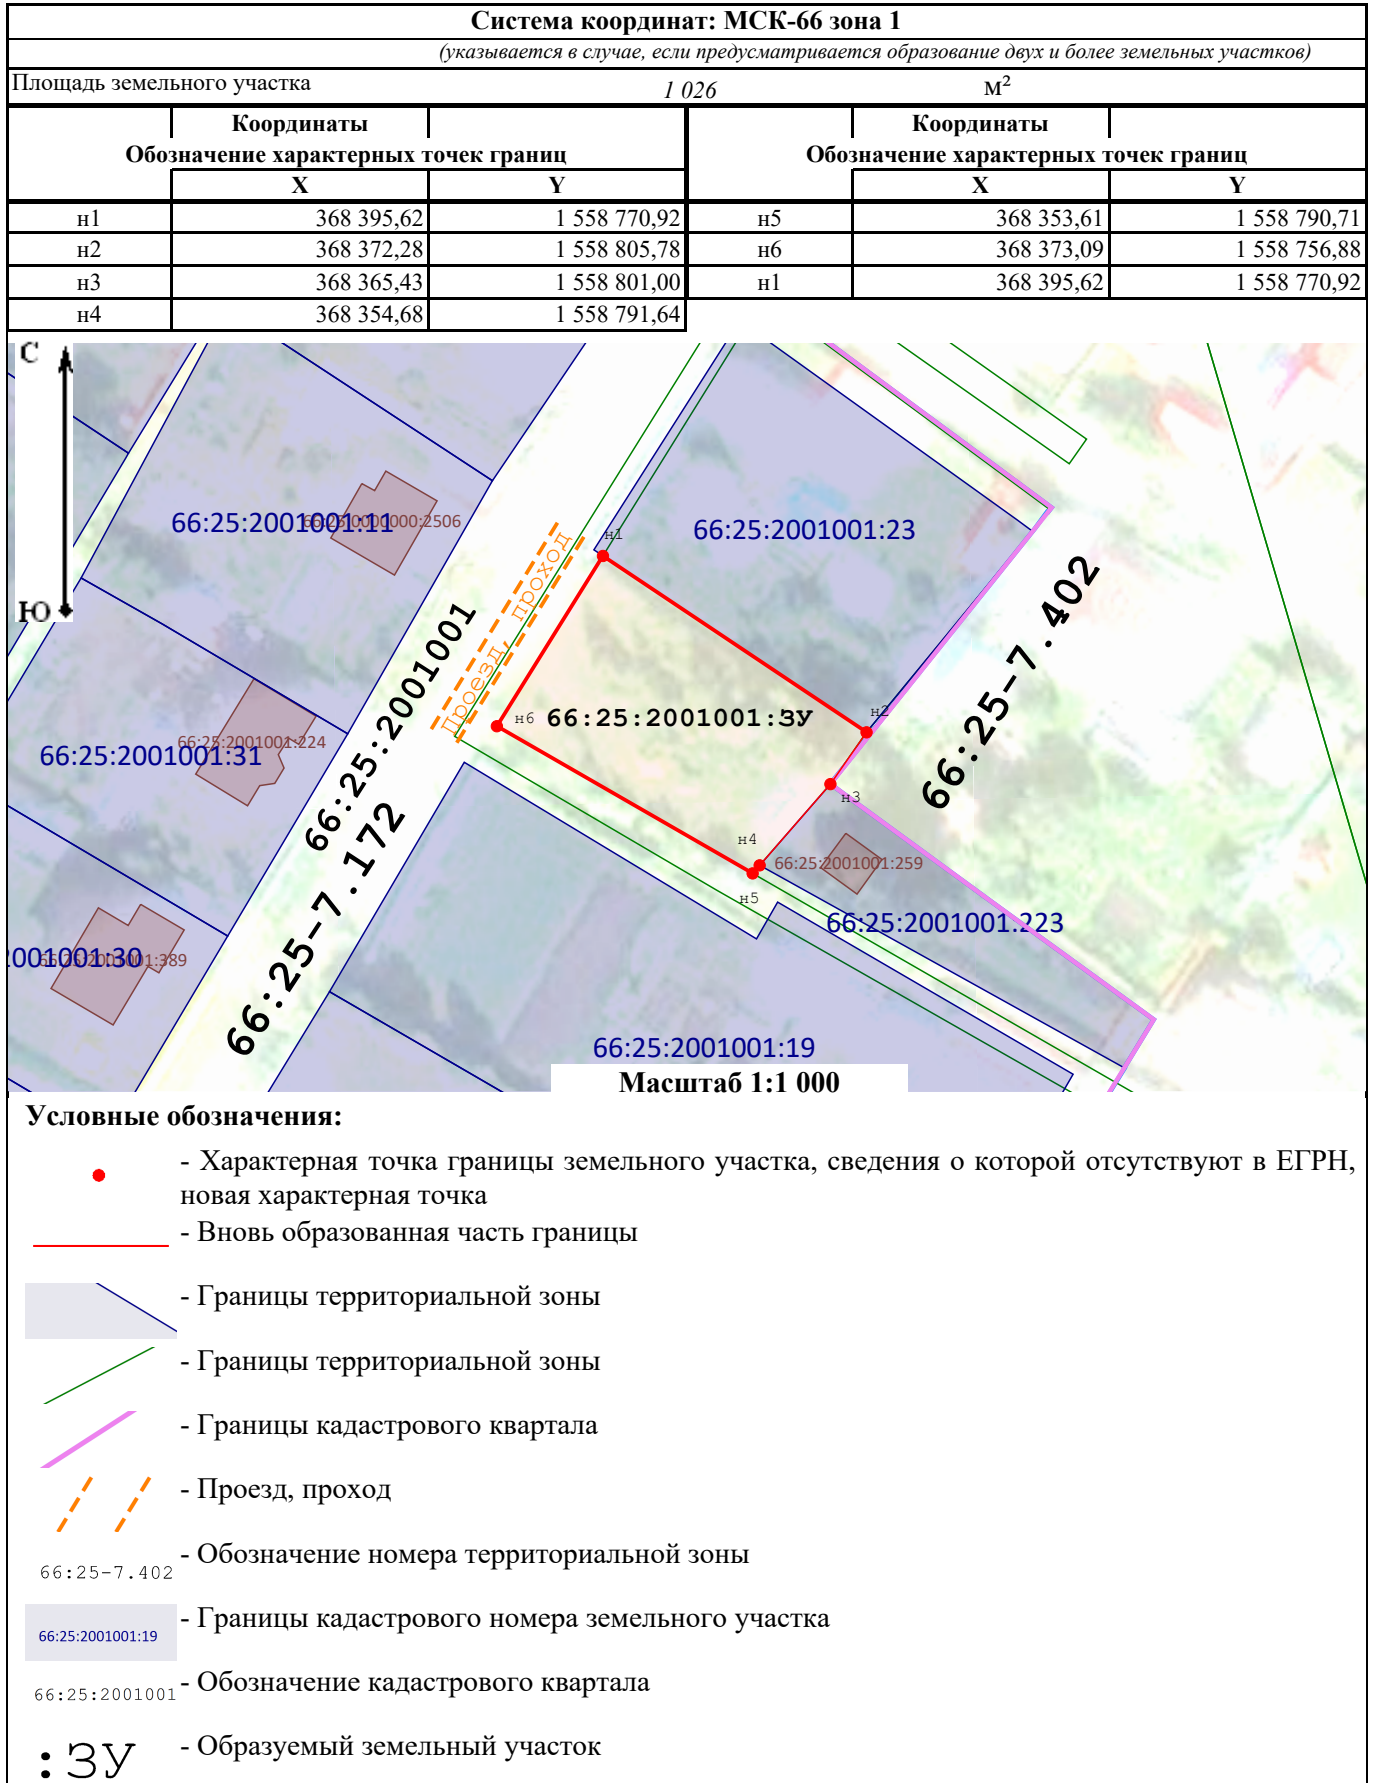 Система координат: МСК-66 зона 1
(указывается в случае, если предусматривается образование двух и более земельных участков)
Площадь земельного участка 1 026 м²
Координаты Координаты
Обозначение характерных точек границ Обозначение характерных точек границ
X Y X Y
н1 368 395,62 1 558 770,92 н5 368 353,61 1 558 790,71
н2 368 372,28 1 558 805,78 н6 368 373,09 1 558 756,88
н3 368 365,43 1 558 801,00 н1 368 395,62 1 558 770,92
н4 368 354,68 1 558 791,64
С
Ю
66:25:2001001:11
66:25:0000000:2506
66:25:2001001:23
н1
Проезд, проход
66:25:2001001
66:25-7.402
н6
66:25:2001001:ЗУ
н2
66:25:2001001:224
66:25:2001001:31
н3
66:25-7.172
н4
66:25:2001001:259
н5
66:25:2001001:223
2001001:30
66:25:2001001:389
66:25:2001001:19
Масштаб 1:1 000
Условные обозначения:
- Характерная точка границы земельного участка, сведения о которой отсутствуют в ЕГРН,
новая характерная точка
- Вновь образованная часть границы
- Границы территориальной зоны
- Границы территориальной зоны
- Границы кадастрового квартала
- Проезд, проход
66:25-7.402 - Обозначение номера территориальной зоны
66:25:2001001:19 - Границы кадастрового номера земельного участка
66:25:2001001 - Обозначение кадастрового квартала
:ЗУ - Образуемый земельный участок